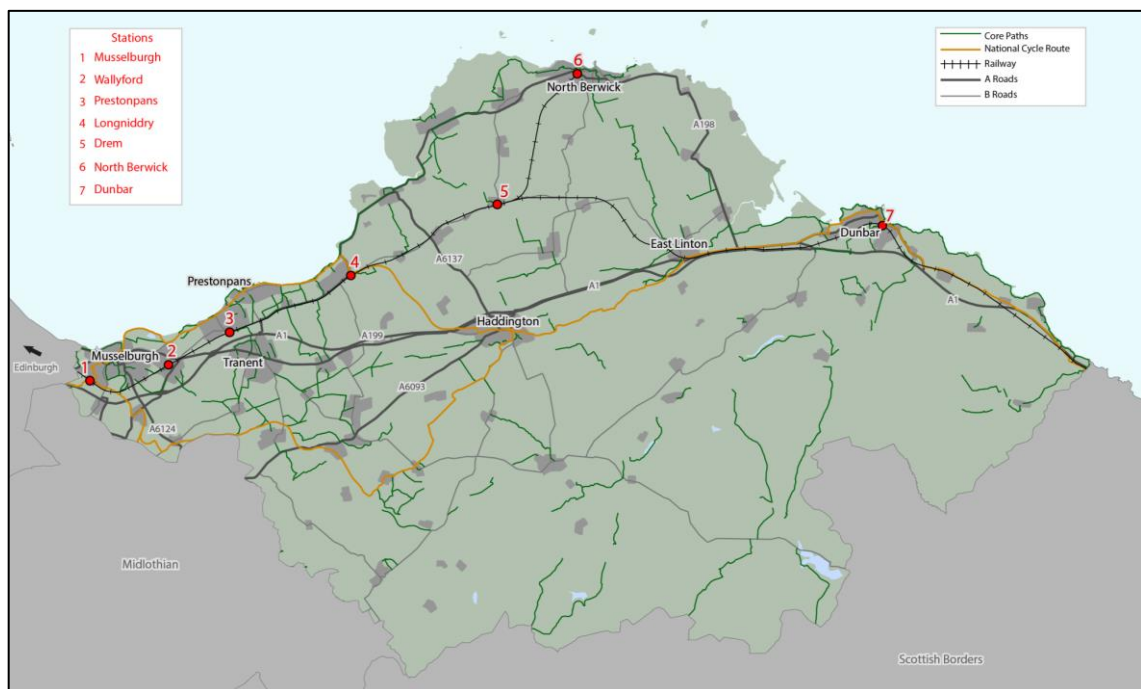 Stations
1 Musselburgh
2 Wallyford
3 Prestonpans
4 Longniddry
5 Drem
6 North Berwick
7 Dunbar
Core Paths
National Cycle Route
Railway
A Roads
B Roads
6
North Berwick
A198
5
7
Dunbar
East Linton
A6137
4
Prestonpans
A1
A1
3
Haddington
A1
A199
Musselburgh
2
Tranent
Edinburgh
1
A6093
A6124
Midlothian
Scottish Borders